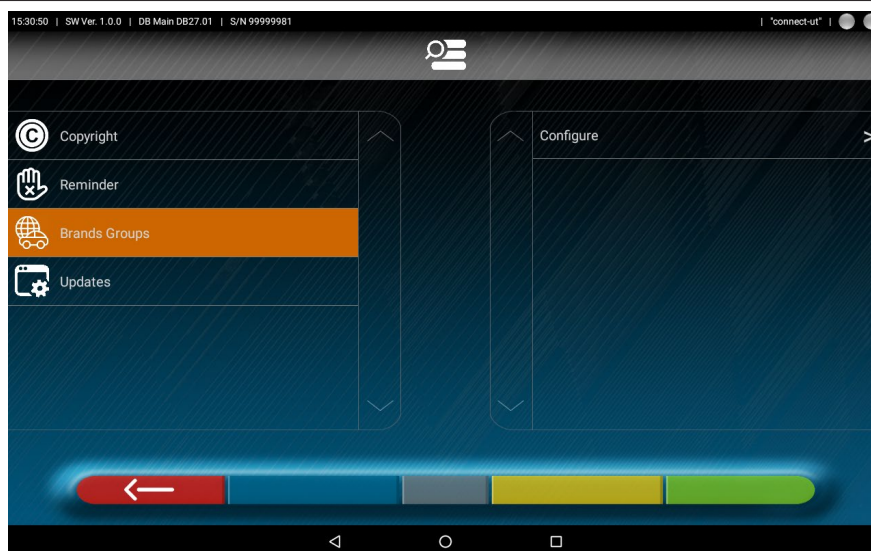 15:30:50 | SW Ver. 1.0.0 | DB Main DB27.01 | S/N 99999981 | "connect-ut" |
Copyright
Configure >
Reminder
Brands Groups
Updates